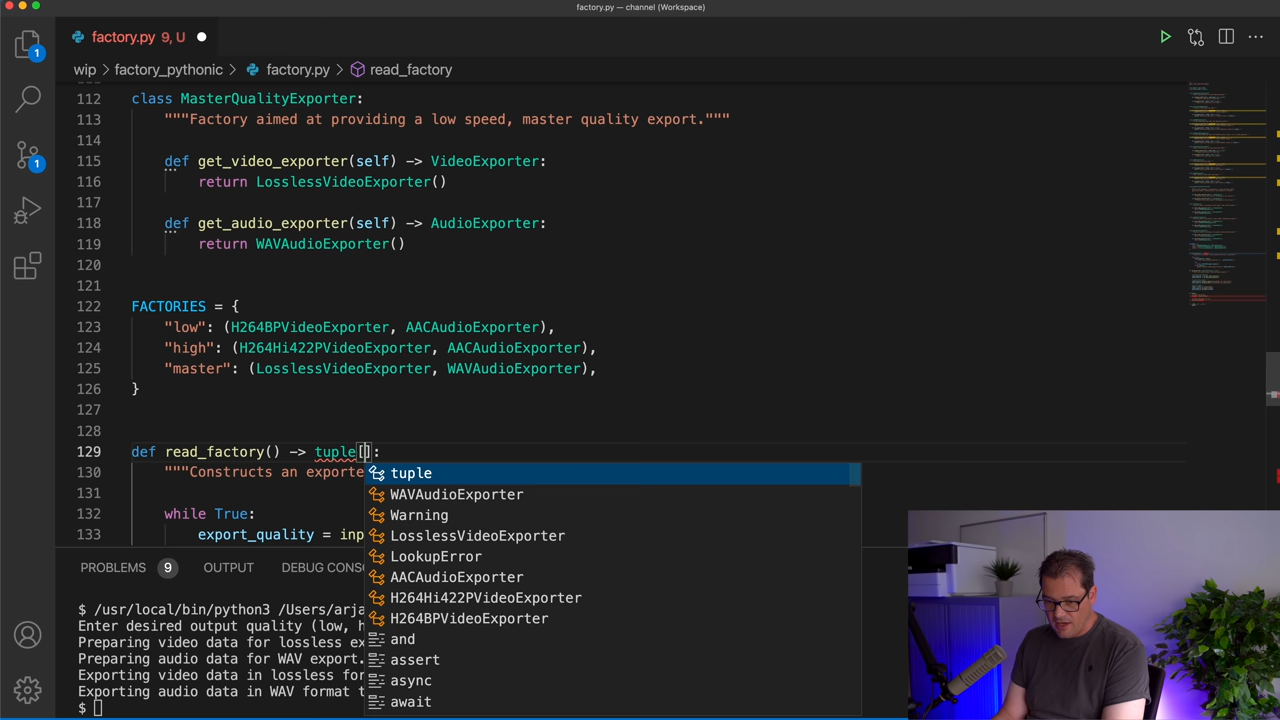 factory.py — channel (Workspace)
factory.py 9, U
1
wip > factory_pythonic > factory.py > read_factory
112 class MasterQualityExporter:
113 """Factory aimed at providing a low speed, master quality export."""
114
115 def get_video_exporter(self) -> VideoExporter:
116 return LosslessVideoExporter()
117
118 def get_audio_exporter(self) -> AudioExporter:
119 return WAVAudioExporter()
120
121
122 FACTORIES = {
123 "low": (H264BPVideoExporter, AACAudioExporter),
124 "high": (H264Hi422PVideoExporter, AACAudioExporter),
125 "master": (LosslessVideoExporter, WAVAudioExporter),
126 }
127
128
129 def read_factory() -> tuple[]:
130 """Constructs an exporte
131
132 while True:
133 export_quality = inp
1
tuple
WAVAudioExporter
Warning
LosslessVideoExporter
LookupError
AACAudioExporter
H264Hi422PVideoExporter
H264BPVideoExporter
and
assert
async
await
PROBLEMS 9 OUTPUT DEBUG CONS
$ /usr/local/bin/python3 /Users/arja
Enter desired output quality (low, h
Preparing video data for lossless ex
Preparing audio data for WAV export.
Exporting video data in lossless for
Exporting audio data in WAV format t
$